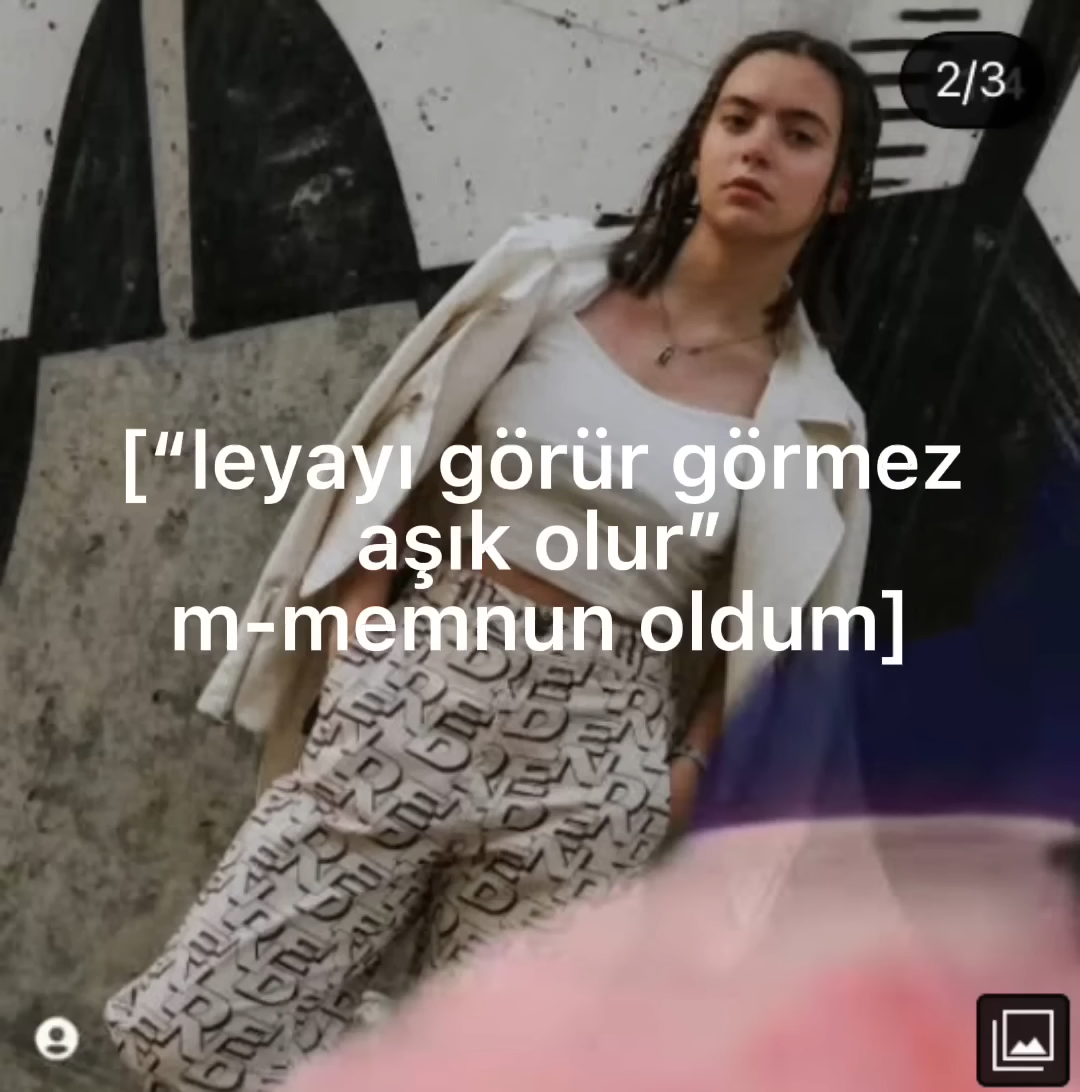 2/3
["leyayı görür görmez
aşık olur"
m-memnun oldum]